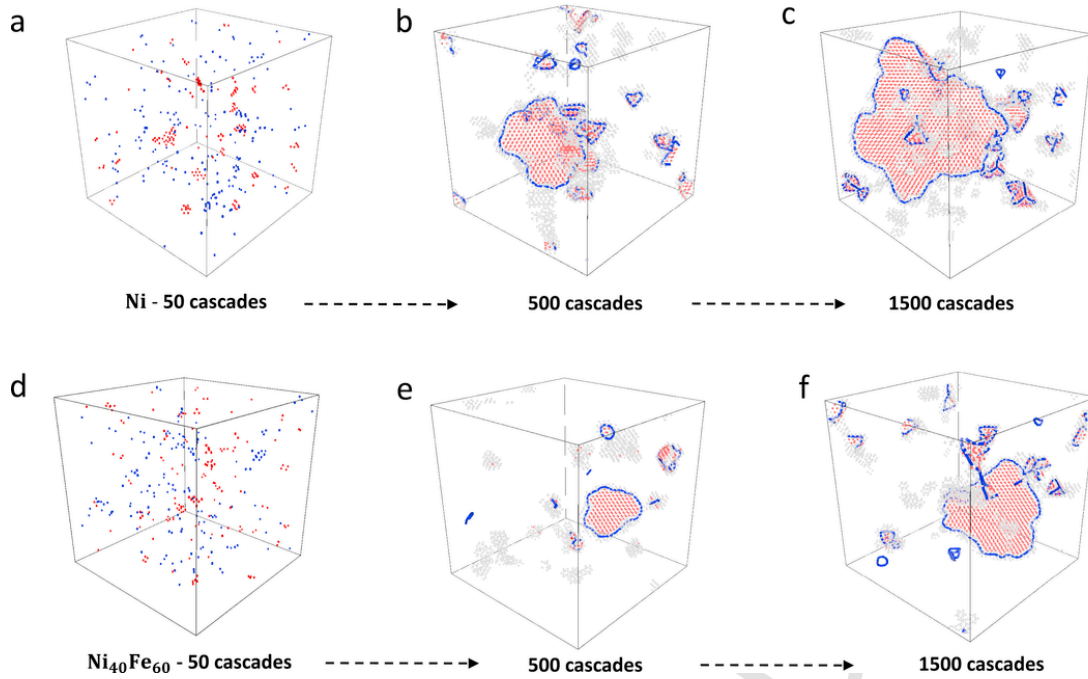 a
b
c
Ni - 50 cascades
500 cascades
1500 cascades
d
e
f
Ni₄₀Fe₆₀ - 50 cascades
500 cascades
1500 cascades